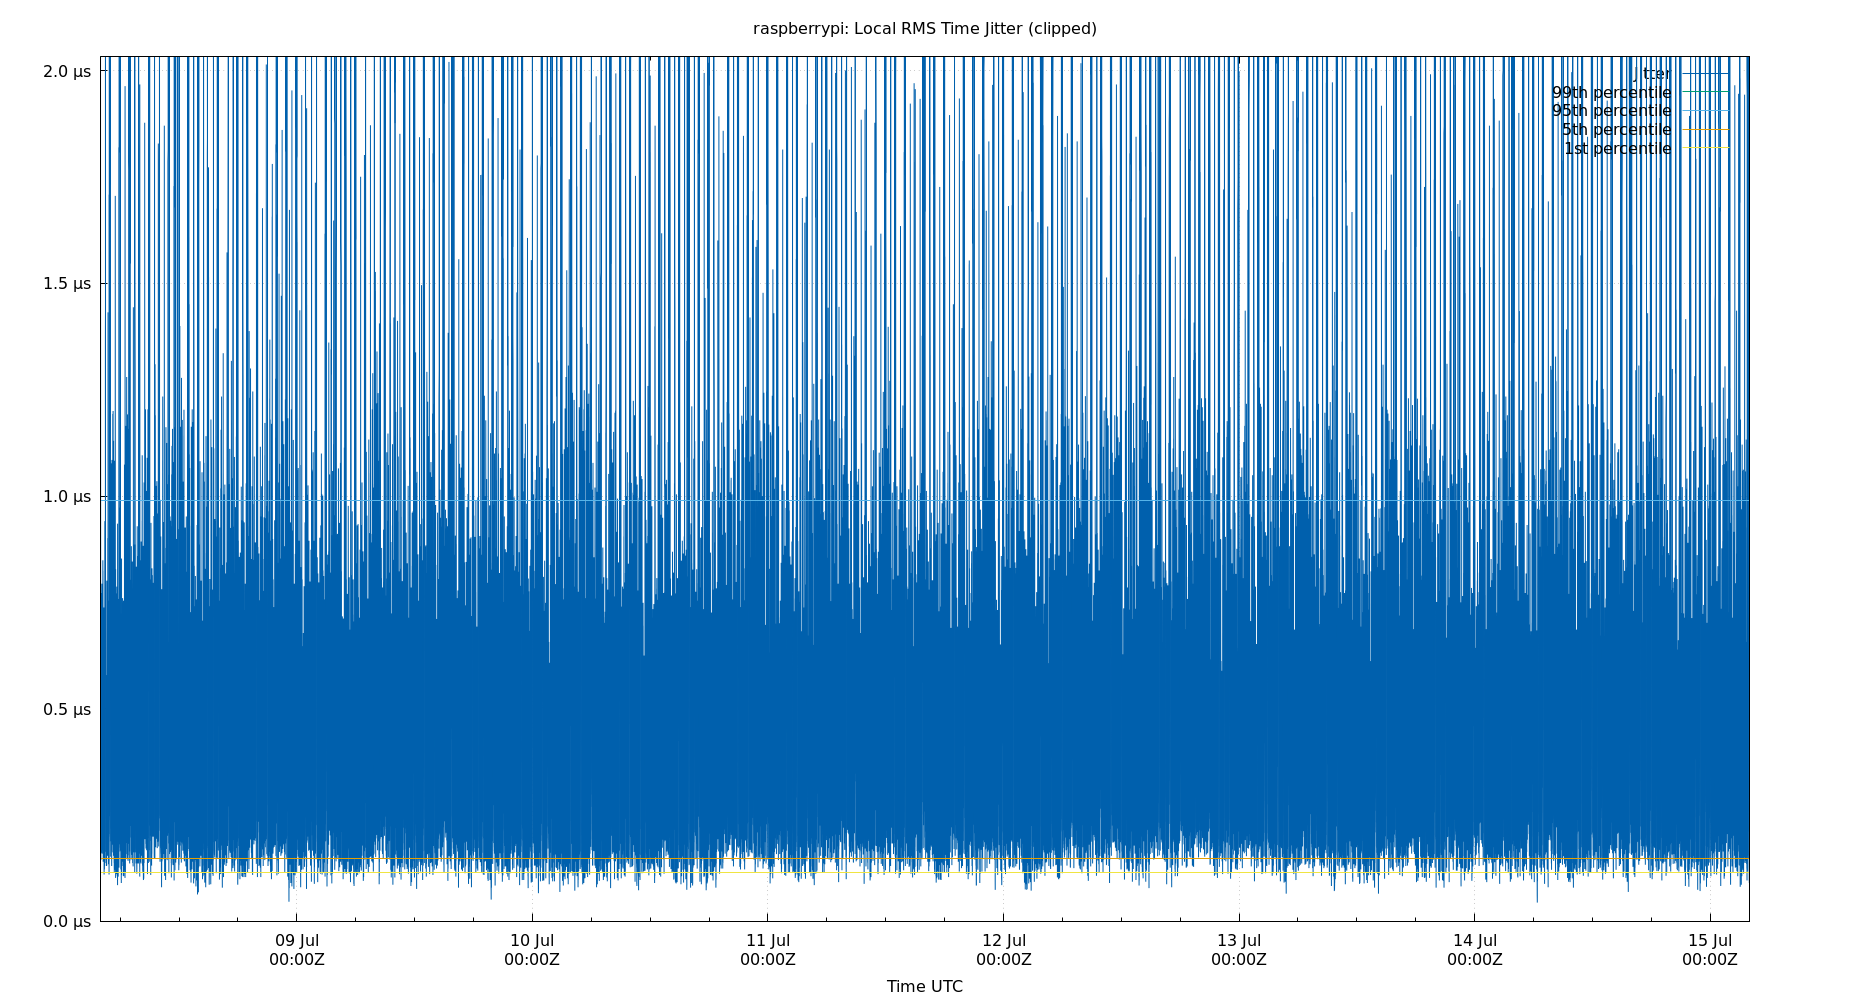 raspberrypi: Local RMS Time Jitter (clipped)
2.0 µs
1.5 µs
1.0 µs
0.5 µs
0.0 µs
jitter
99th percentile
95th percentile
5th percentile
1st percentile
09 Jul
00:00Z
10 Jul
00:00Z
11 Jul
00:00Z
12 Jul
00:00Z
13 Jul
00:00Z
14 Jul
00:00Z
15 Jul
00:00Z
Time UTC